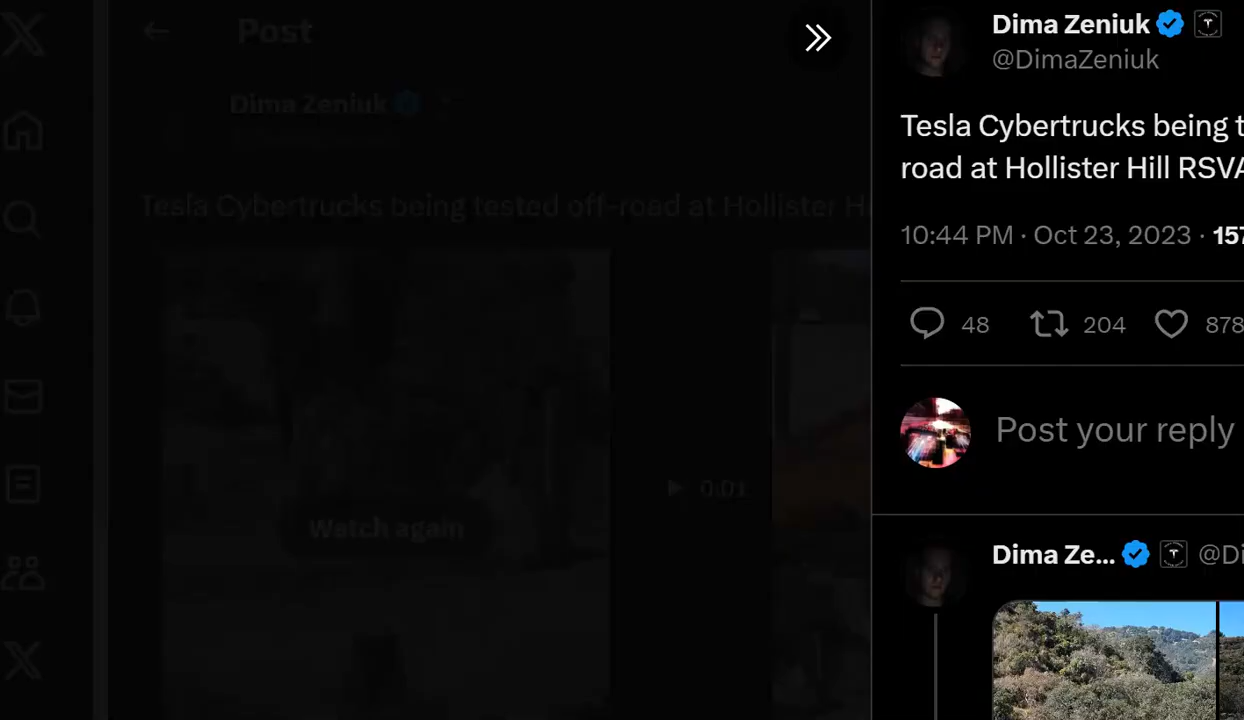 Post
Dima Zeniuk
Tesla Cybertrucks being tested off-road at Hollister H
Watch again
0:01
Dima Zeniuk
@DimaZeniuk
Tesla Cybertrucks being t
road at Hollister Hill RSVA
10:44 PM · Oct 23, 2023 · 157
48 204 878
Post your reply
Dima Ze... @Di